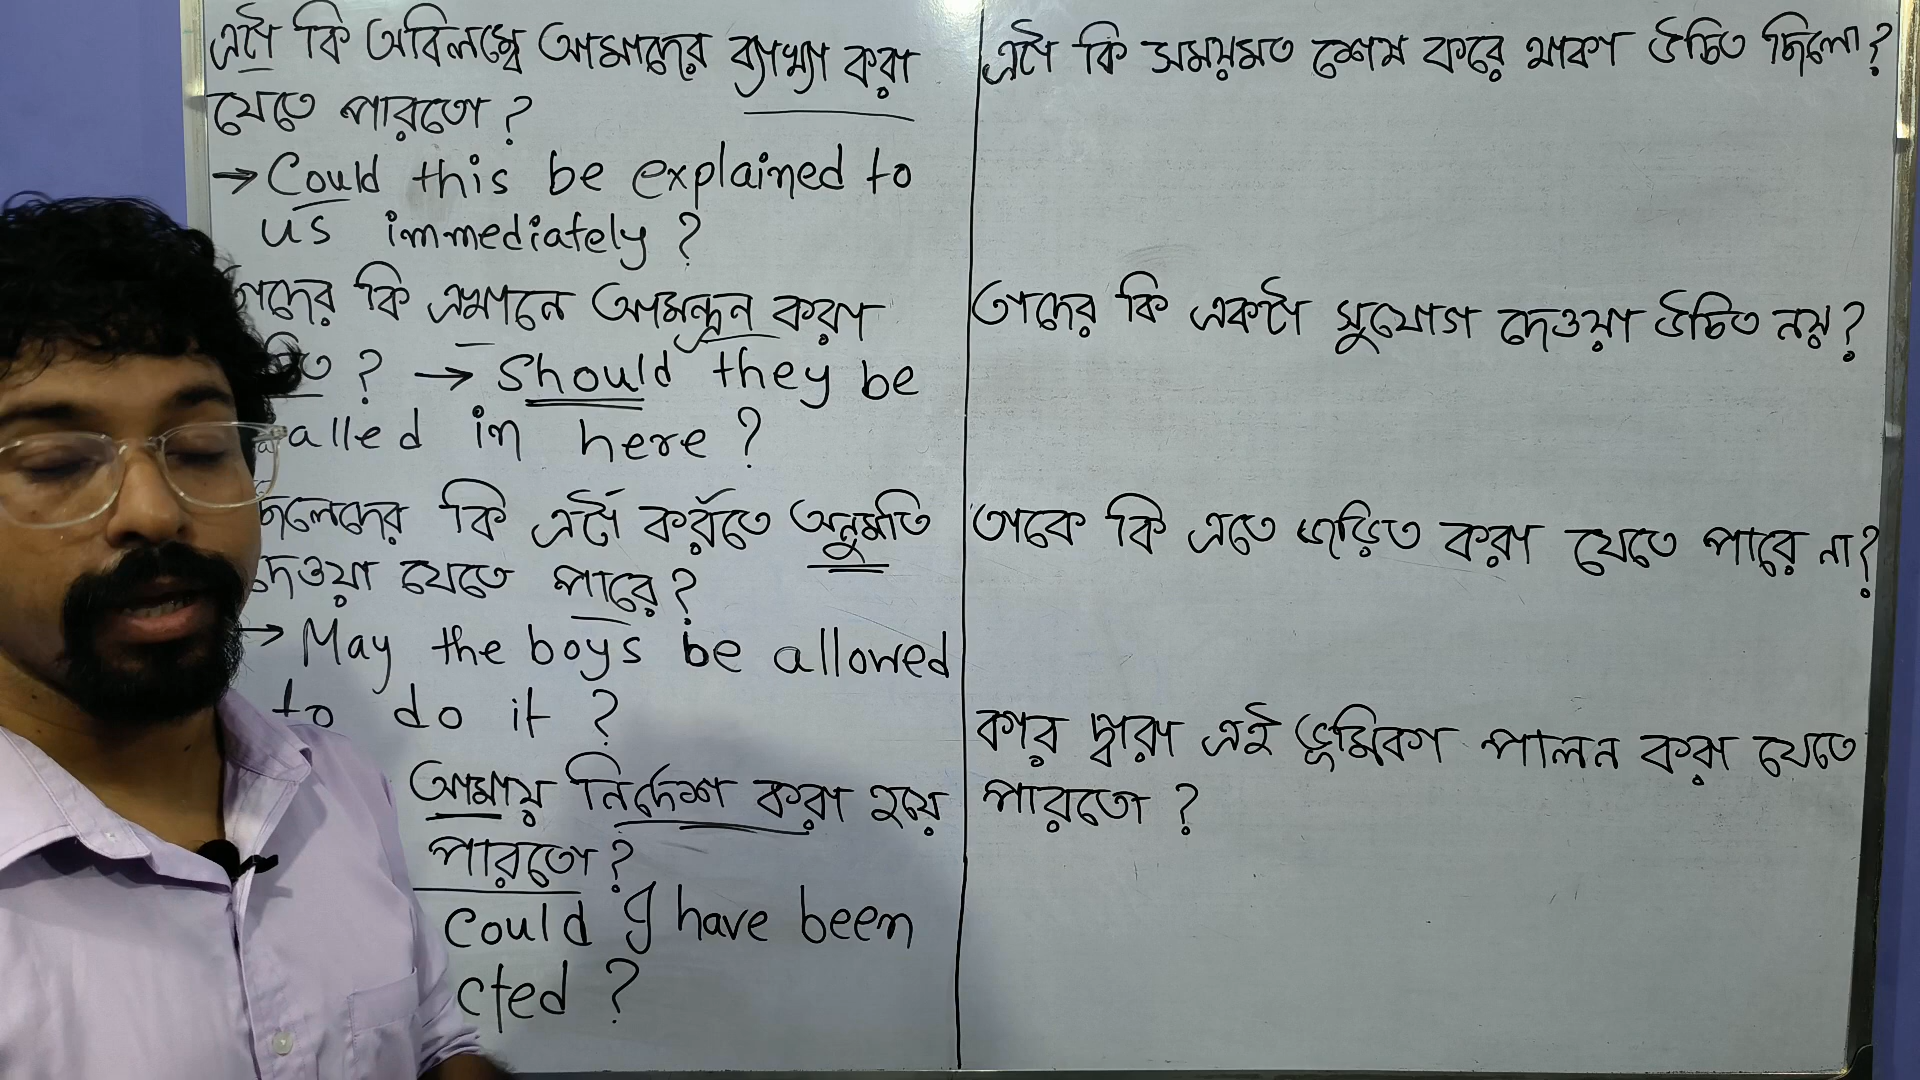 এটা কি অবিলম্বে আমাদের ব্যাখ্যা করা
যেতে পারতো ?
→ Could this be explained to
us immediately ?
তাদের কি এখানে আমন্ত্রন করা
? → should they be
called in here ?
ছেলেদের কি এটা করতে অনুমতি
দেওয়া যেতে পারে ?
→ May the boys be allowed
to do it ?
আমায় নির্দেশ করা হয়ে
পারতো ?
could I have been
cted ?
এটা কি সময়মত শেষ করে থাকা উচিত ছিলো ?
তাদের কি একটা সুযোগ দেওয়া উচিত নয় ?
তাকে কি এতে জড়িত করা যেতে পারে না ?
কার দ্বারা এই ভূমিকা পালন করা যেতে
পারতো ?